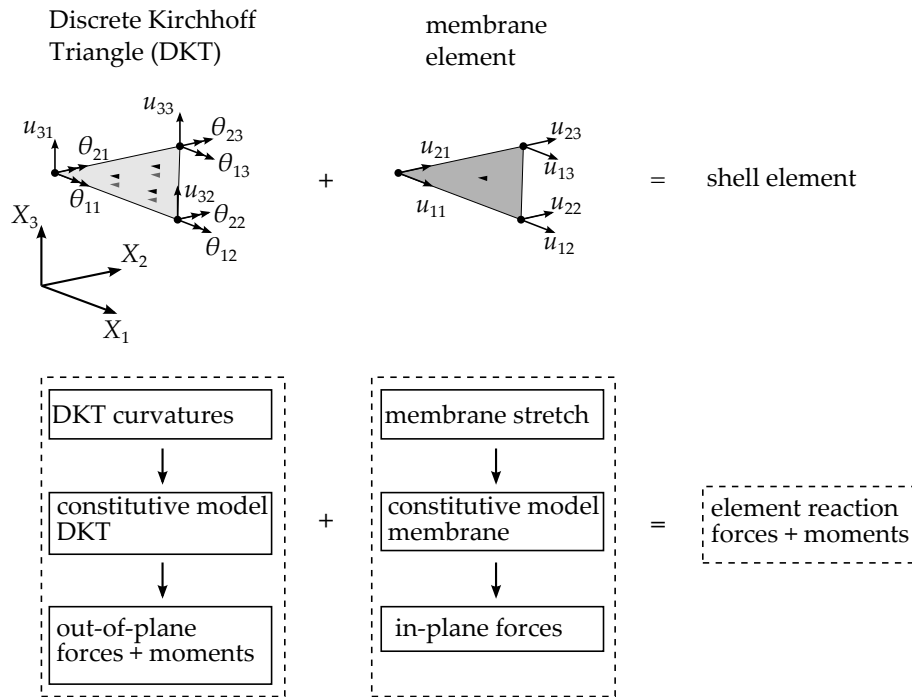 Discrete Kirchhoff
Triangle (DKT)
membrane
element
u₃₁
θ₂₁
θ₁₁
u₃₃
θ₂₃
θ₁₃
u₃₂
θ₂₂
θ₁₂
X₃
X₂
X₁
+
u₂₁
u₁₁
u₂₃
u₁₃
u₂₂
u₁₂
=
shell element
DKT curvatures
constitutive model
DKT
out-of-plane
forces + moments
+
membrane stretch
constitutive model
membrane
in-plane forces
=
element reaction
forces + moments